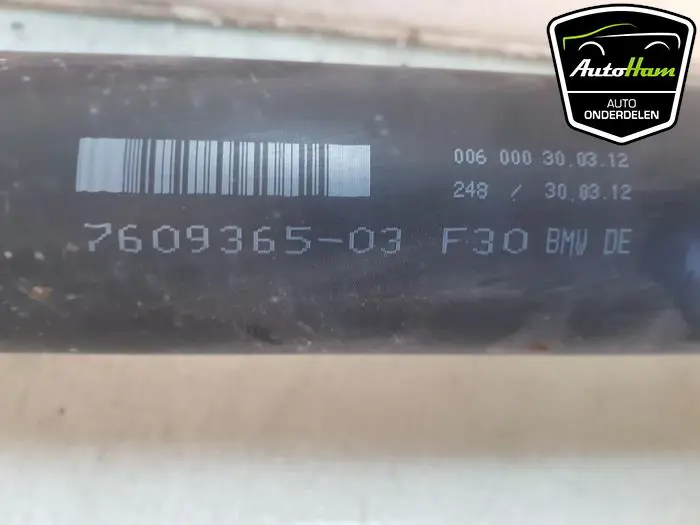 AutoHam
AUTO
ONDERDELEN
006 000 30.03.12
248 / 30.03.12
7609365-03 F30 BMW DE